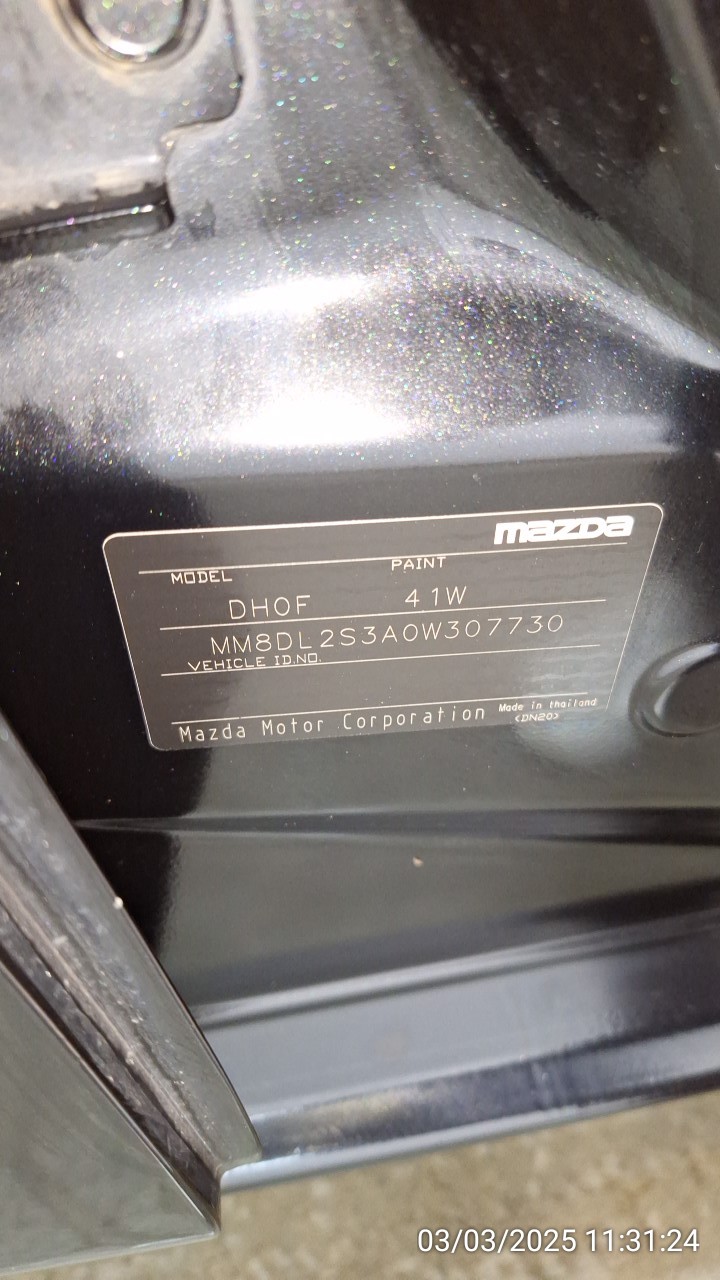 mazda
MODEL PAINT
DH0F 41W
MM8DL2S3A0W307730
VEHICLE ID.NO.
Mazda Motor Corporation Made in thailand
<DN20>
03/03/2025 11:31:24